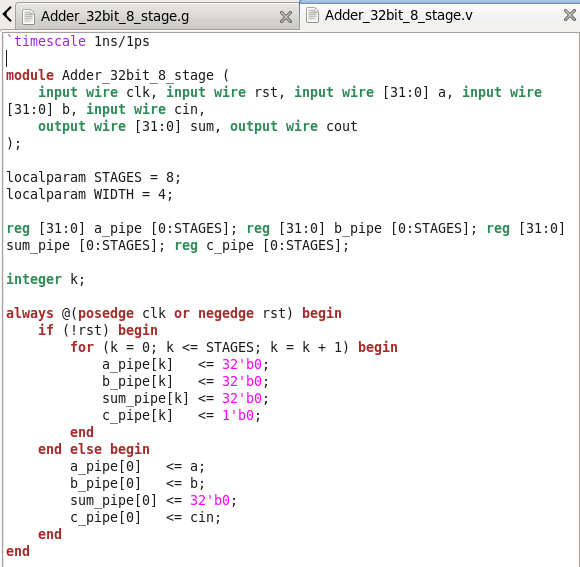 Adder_32bit_8_stage.g
Adder_32bit_8_stage.v
`timescale 1ns/1ps
module Adder_32bit_8_stage (
    input wire clk, input wire rst, input wire [31:0] a, input wire
[31:0] b, input wire cin,
    output wire [31:0] sum, output wire cout
);
localparam STAGES = 8;
localparam WIDTH = 4;
reg [31:0] a_pipe [0:STAGES]; reg [31:0] b_pipe [0:STAGES]; reg [31:0]
sum_pipe [0:STAGES]; reg c_pipe [0:STAGES];
integer k;
always @(posedge clk or negedge rst) begin
    if (!rst) begin
        for (k = 0; k <= STAGES; k = k + 1) begin
            a_pipe[k]   <= 32'b0;
            b_pipe[k]   <= 32'b0;
            sum_pipe[k] <= 32'b0;
            c_pipe[k]   <= 1'b0;
        end
    end else begin
        a_pipe[0]   <= a;
        b_pipe[0]   <= b;
        sum_pipe[0] <= 32'b0;
        c_pipe[0]   <= cin;
    end
end